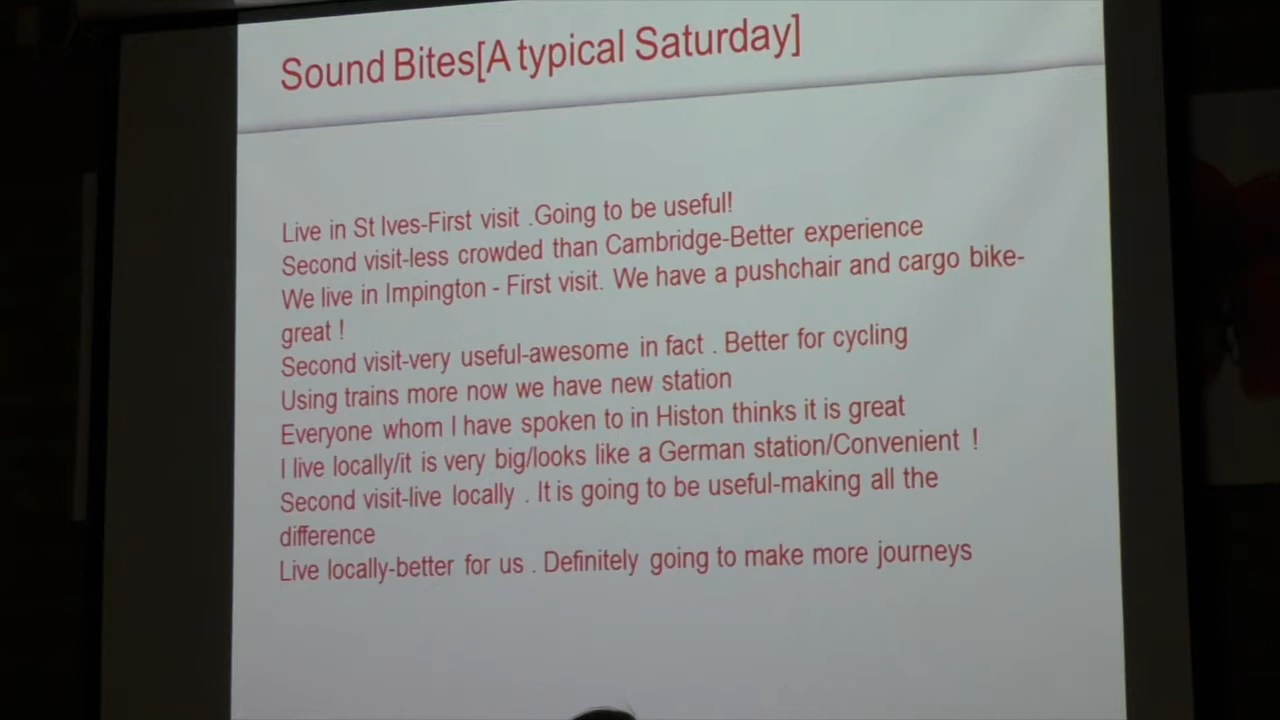 Sound Bites[A typical Saturday]
Live in St Ives-First visit .Going to be useful!
Second visit-less crowded than Cambridge-Better experience
We live in Impington - First visit. We have a pushchair and cargo bike-
great !
Second visit-very useful-awesome in fact . Better for cycling
Using trains more now we have new station
Everyone whom I have spoken to in Histon thinks it is great
I live locally/it is very big/looks like a German station/Convenient !
Second visit-live locally . It is going to be useful-making all the
difference
Live locally-better for us . Definitely going to make more journeys